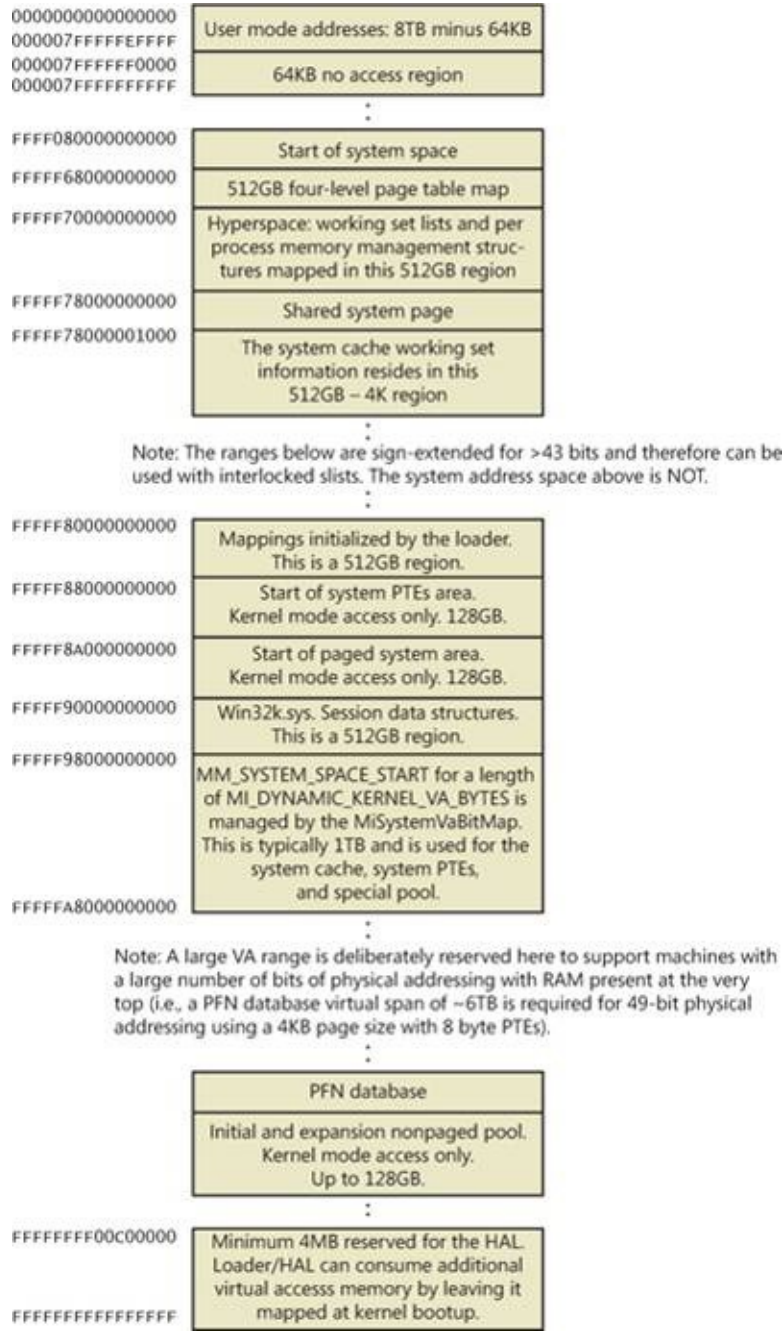 0000000000000000
User mode addresses: 8TB minus 64KB
000007FFFFFEFFFF
000007FFFFFF0000
64KB no access region
000007FFFFFFFFFF
FFFF080000000000
Start of system space
FFFFF68000000000
512GB four-level page table map
FFFFF70000000000
Hyperspace: working set lists and per
process memory management struc-
tures mapped in this 512GB region
FFFFF78000000000
Shared system page
FFFFF78000001000
The system cache working set
information resides in this
512GB – 4K region
Note: The ranges below are sign-extended for >43 bits and therefore can be
used with interlocked slists. The system address space above is NOT.
FFFFF80000000000
Mappings initialized by the loader.
This is a 512GB region.
FFFFF88000000000
Start of system PTEs area.
Kernel mode access only. 128GB.
FFFFF8A000000000
Start of paged system area.
Kernel mode access only. 128GB.
FFFFF90000000000
Win32k.sys. Session data structures.
This is a 512GB region.
FFFFF98000000000
MM_SYSTEM_SPACE_START for a length
of MI_DYNAMIC_KERNEL_VA_BYTES is
managed by the MiSystemVaBitMap.
This is typically 1TB and is used for the
system cache, system PTEs,
and special pool.
FFFFFA8000000000
Note: A large VA range is deliberately reserved here to support machines with
a large number of bits of physical addressing with RAM present at the very
top (i.e., a PFN database virtual span of ~6TB is required for 49-bit physical
addressing using a 4KB page size with 8 byte PTEs).
PFN database
Initial and expansion nonpaged pool.
Kernel mode access only.
Up to 128GB.
FFFFFFFF00C00000
Minimum 4MB reserved for the HAL.
Loader/HAL can consume additional
virtual accesss memory by leaving it
mapped at kernel bootup.
FFFFFFFFFFFFFFFF